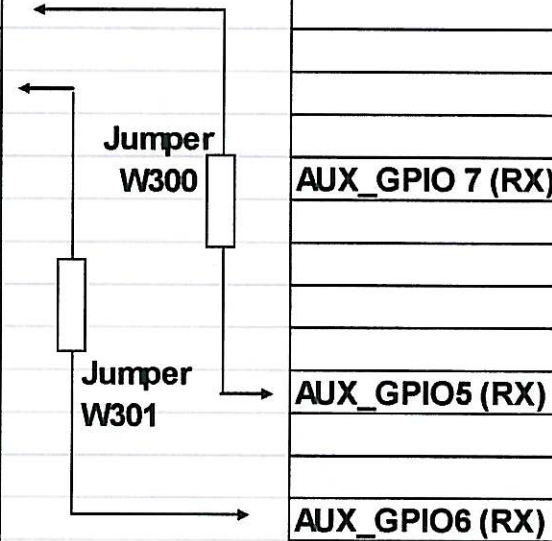 Jumper
W300
AUX_GPIO 7 (RX)
Jumper
W301
AUX_GPIO5 (RX)
AUX_GPIO6 (RX)